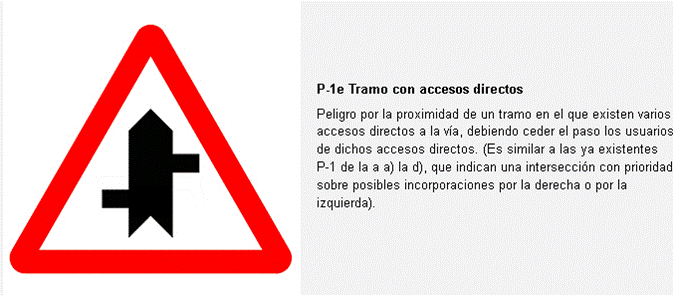 P-1e Tramo con accesos directos
Peligro por la proximidad de un tramo en el que existen varios
accesos directos a la vía, debiendo ceder el paso los usuarios
de dichos accesos directos. (Es similar a las ya existentes
P-1 de la a a) la d), que indican una intersección con prioridad
sobre posibles incorporaciones por la derecha o por la
izquierda).